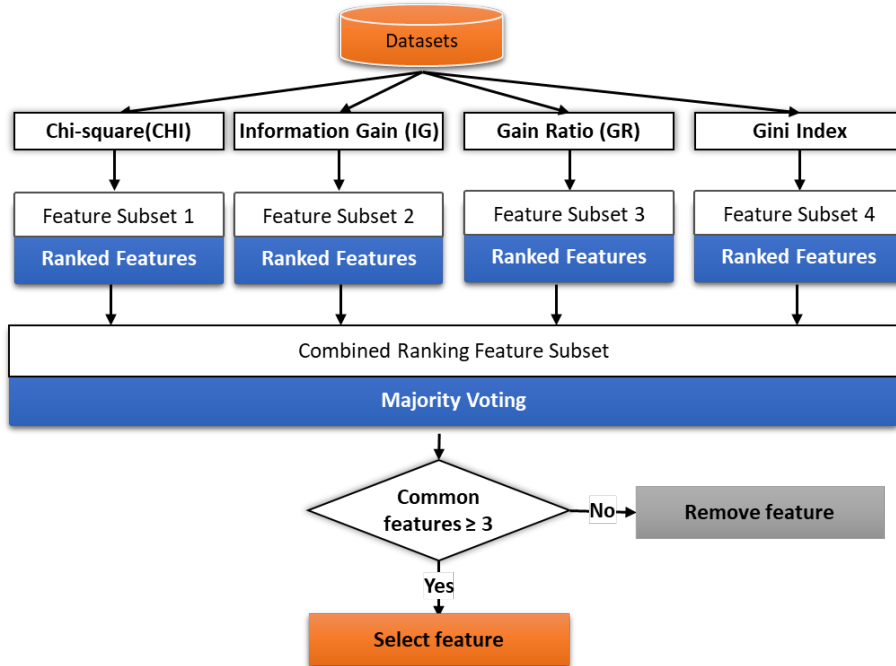 Datasets
Chi-square(CHI)
Information Gain (IG)
Gain Ratio (GR)
Gini Index
Feature Subset 1
Feature Subset 2
Feature Subset 3
Feature Subset 4
Ranked Features
Ranked Features
Ranked Features
Ranked Features
Combined Ranking Feature Subset
Majority Voting
Common
features ≥ 3
No
Remove feature
Yes
Select feature